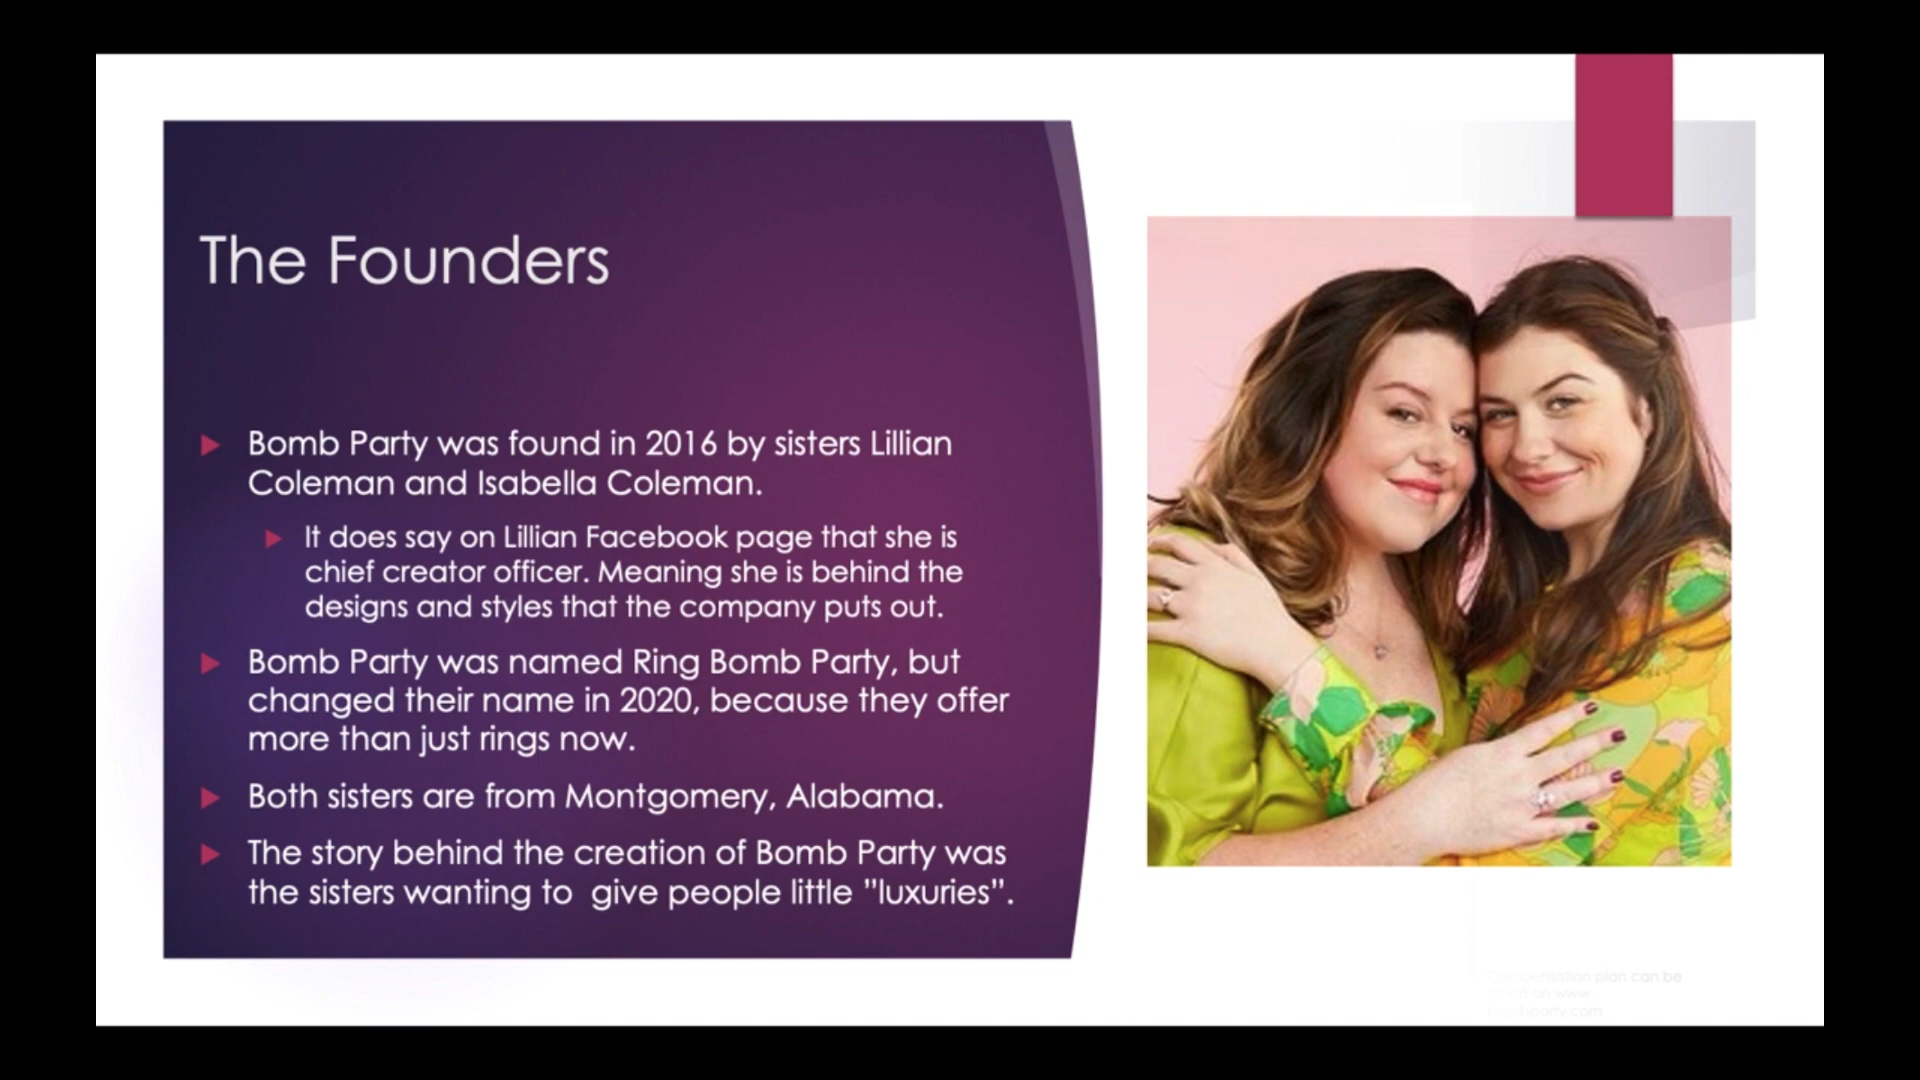 The Founders
Bomb Party was found in 2016 by sisters Lillian
Coleman and Isabella Coleman.
It does say on Lillian Facebook page that she is
chief creator officer. Meaning she is behind the
designs and styles that the company puts out.
Bomb Party was named Ring Bomb Party, but
changed their name in 2020, because they offer
more than just rings now.
Both sisters are from Montgomery, Alabama.
The story behind the creation of Bomb Party was
the sisters wanting to  give people little ”luxuries”.
plan can be